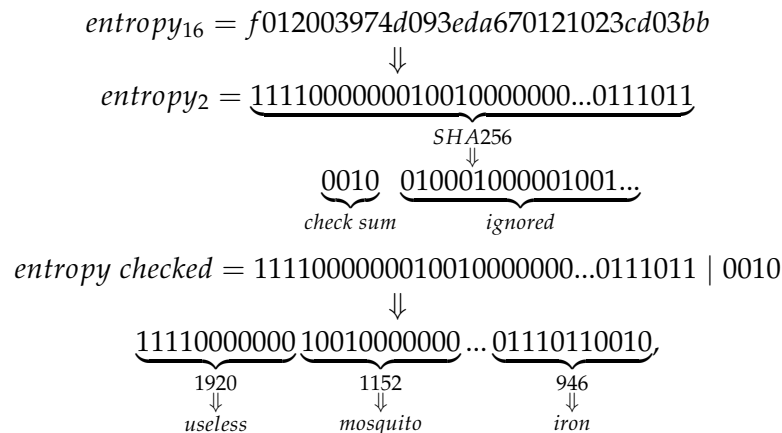 entropy₁₆ = f012003974d093eda670121023cd03bb
⇓
entropy₂ = 1111000000010010000000...0111011
SHA256
⇓
0010 010001000001001...
check sum ignored
entropy checked = 1111000000010010000000...0111011 | 0010
⇓
11110000000 10010000000 ... 01110110010,
1920 1152 946
⇓ ⇓ ⇓
useless mosquito iron